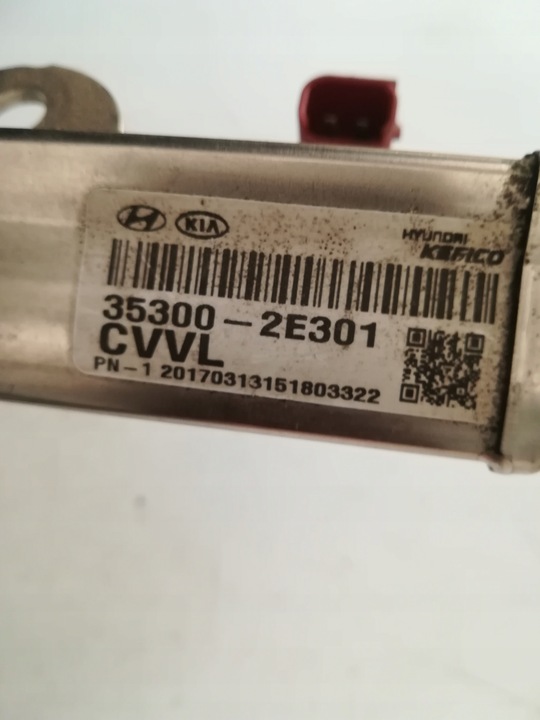 KIA
HYUNDAI
KEFICO
35300-2E301
CVVL
PN-1 20170313151803322